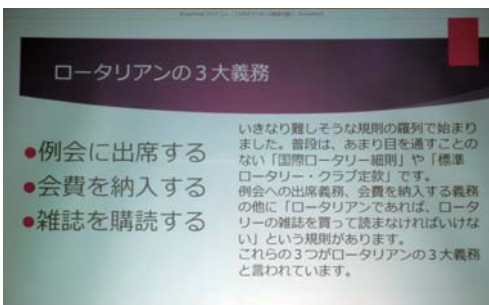 ロータリアンの３大義務
●例会に出席する
●会費を納入する
●雑誌を購読する
いきなり難しそうな規則の羅列で始まり
ました。普段は、あまり目を通すことの
ない「国際ロータリー細則」や「標準
ロータリー・クラブ定款」です。
例会への出席義務、会費を納入する義務
の他に「ロータリアンであれば、ロータ
リーの雑誌を買って読まなければいけな
い」という規則があります。
これらの３つがロータリアンの３大義務
と言われています。